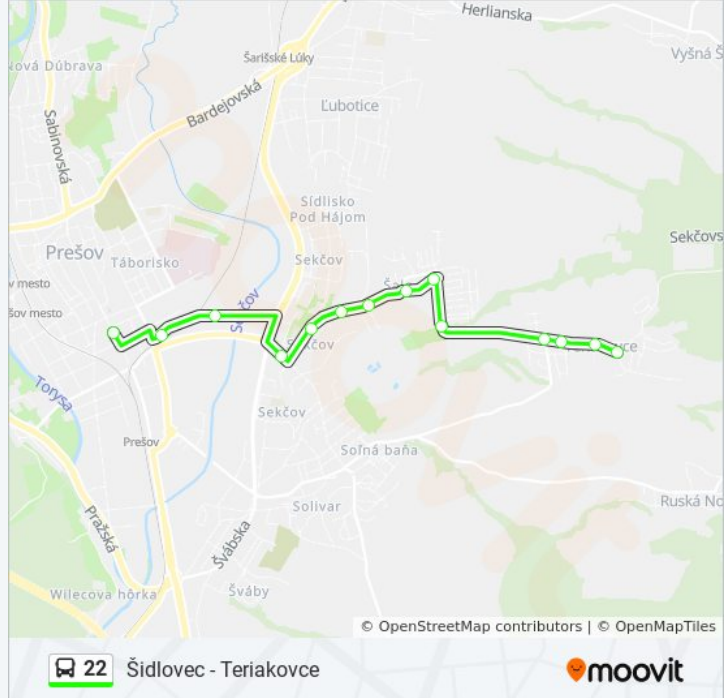 Herlianska
Vyšná Š
Šarišské Lúky
Nová Dúbrava
Bardejovská
Ľubotice
Sabinovská
Sídlisko
Pod Hájom
Sekčovs
Prešov
Táborisko
Sekčov
v mesto
šov mesto
Sekčov
Torysa
Sekčov
Prešov
Soľná baňa
Solivar
Ruská No
Pražská
Švábska
Wilecova hôrka
Šváby
© OpenStreetMap contributors | © OpenMapTiles
22 Šidlovec - Teriakovce
moovit